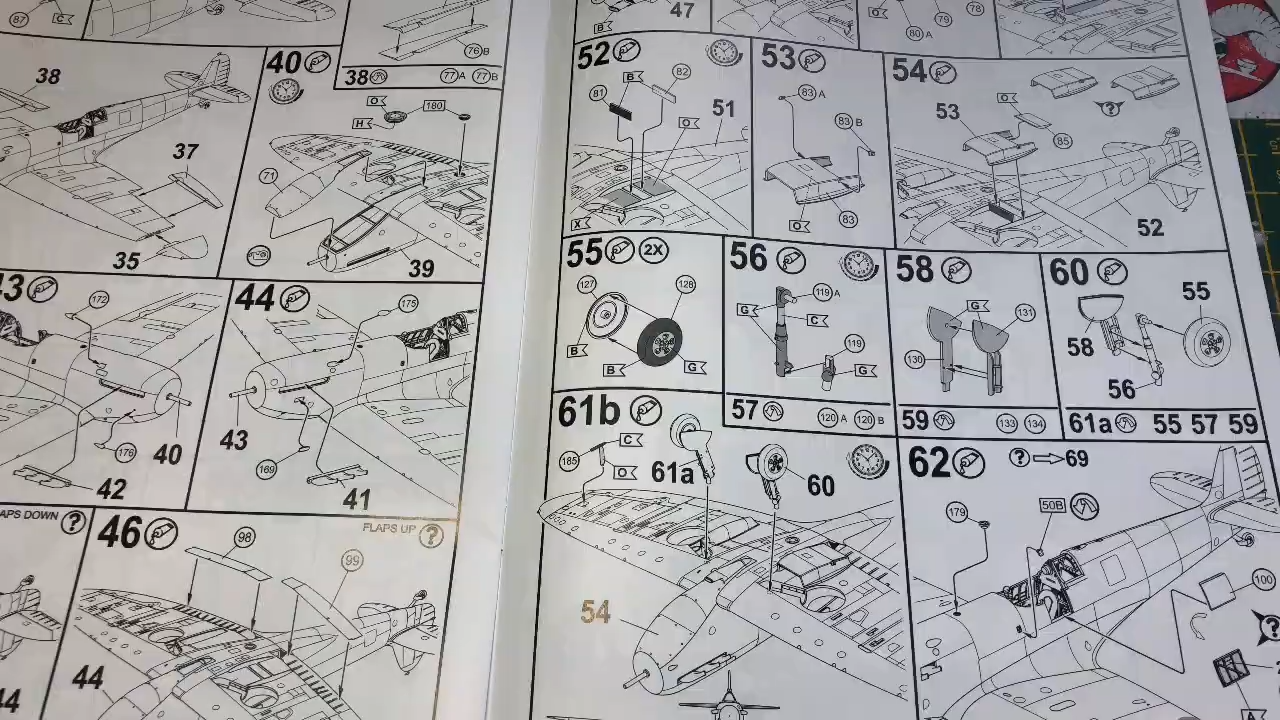 87
C
76 B
38
77 A
77 B
38
37
35
40
O
H
180
71
39
43
172
176
40
42
44
175
43
169
41
APS DOWN ?
46
FLAPS UP ?
98
99
44
B
47
80 A
79
78
52
B
81
82
O
51
X
53
83 A
83 B
O
83
54
53
O
85
?
52
55
2X
127
128
B
B
G
56
119 A
G
C
119
G
57
120 A
120 B
58
G
131
130
59
133
134
60
55
58
56
61a
55 57 59
61b
C
185
O
61a
60
54
62
? 69
50B
179
100
?
A